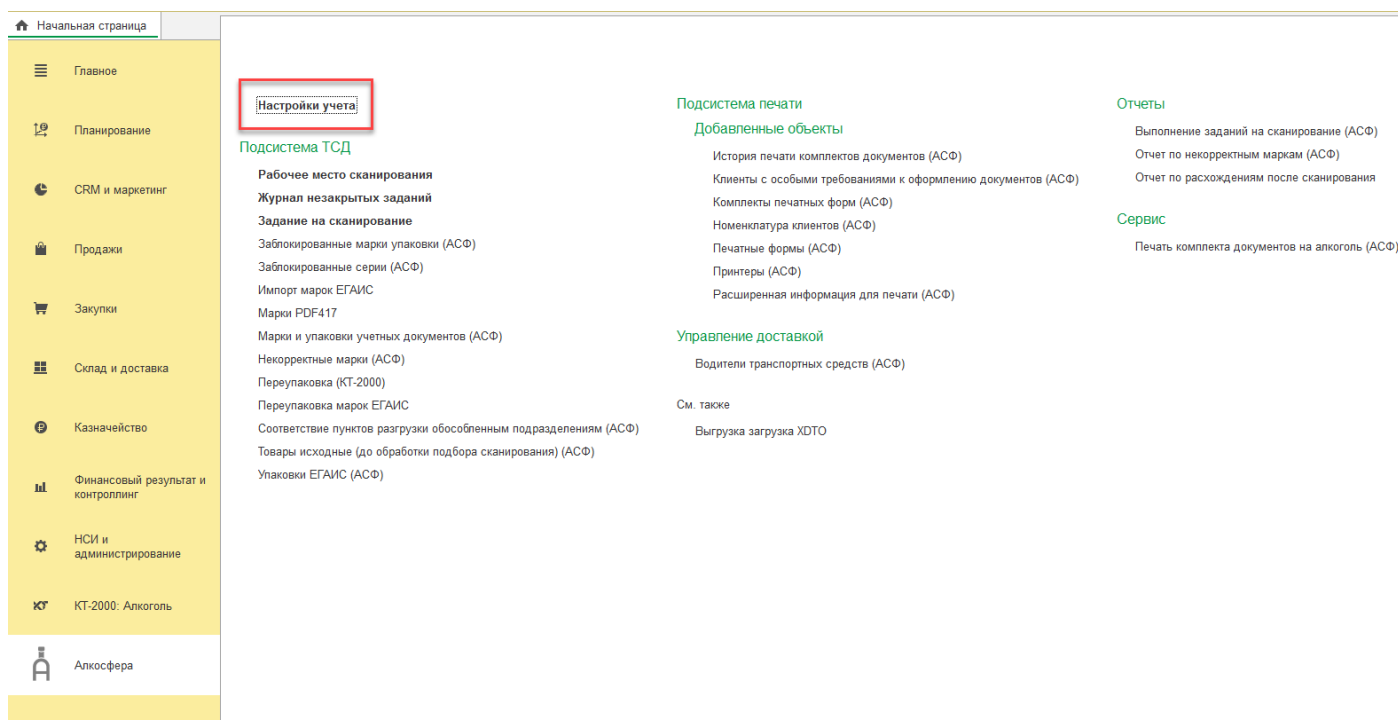 Начальная страница
Главное
Планирование
CRM и маркетинг
Продажи
Закупки
Склад и доставка
Казначейство
Финансовый результат и
контроллинг
НСИ и
администрирование
КТ-2000: Алкоголь
Алкосфера
Настройки учета
Подсистема ТСД
Рабочее место сканирования
Журнал незакрытых заданий
Задание на сканирование
Заблокированные марки упаковки (АСФ)
Заблокированные серии (АСФ)
Импорт марок ЕГАИС
Марки PDF417
Марки и упаковки учетных документов (АСФ)
Некорректные марки (АСФ)
Переупаковка (КТ-2000)
Переупаковка марок ЕГАИС
Соответствие пунктов разгрузки обособленным подразделениям (АСФ)
Товары исходные (до обработки подбора сканирования) (АСФ)
Упаковки ЕГАИС (АСФ)
Подсистема печати
Добавленные объекты
История печати комплектов документов (АСФ)
Клиенты с особыми требованиями к оформлению документов (АСФ)
Комплекты печатных форм (АСФ)
Номенклатура клиентов (АСФ)
Печатные формы (АСФ)
Принтеры (АСФ)
Расширенная информация для печати (АСФ)
Управление доставкой
Водители транспортных средств (АСФ)
См. также
Выгрузка загрузка XDTO
Отчеты
Выполнение заданий на сканирование (АСФ)
Отчет по некорректным маркам (АСФ)
Отчет по расхождениям после сканирования
Сервис
Печать комплекта документов на алкоголь (АСФ)